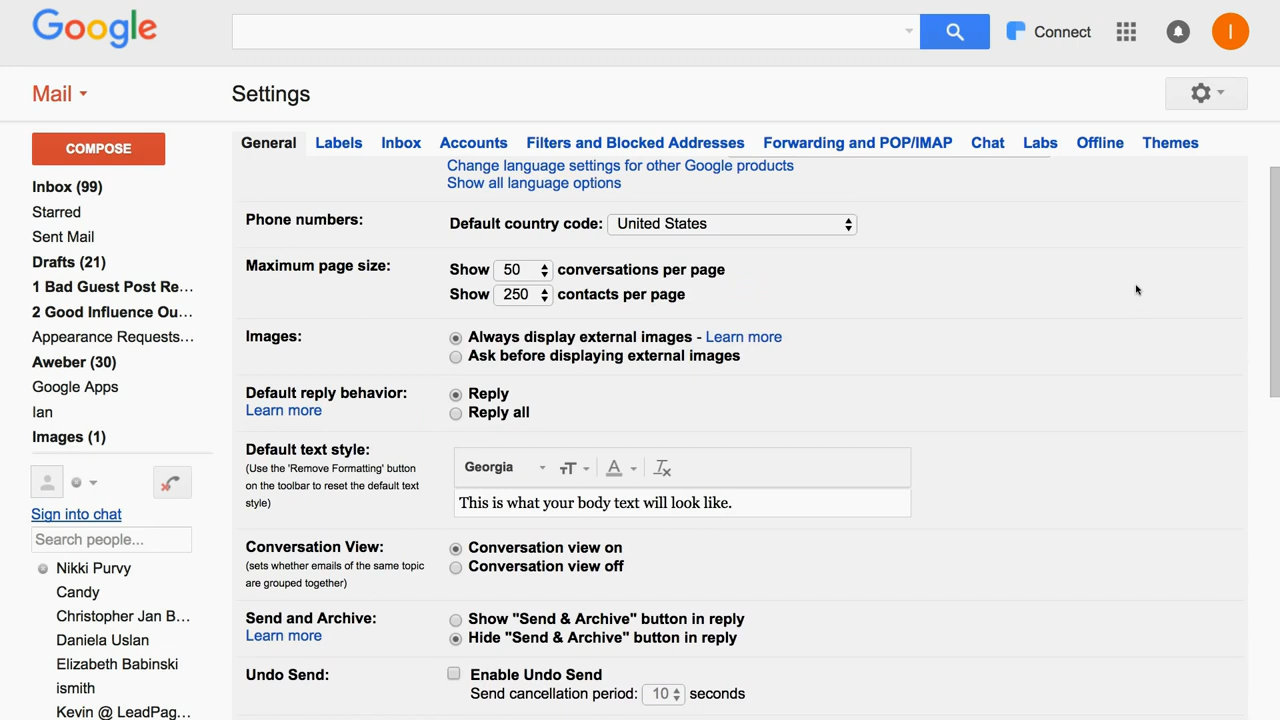 Google
Connect
I
Mail
Settings
COMPOSE
General Labels Inbox Accounts Filters and Blocked Addresses Forwarding and POP/IMAP Chat Labs Offline Themes
Inbox (99)
Starred
Sent Mail
Drafts (21)
1 Bad Guest Post Re...
2 Good Influence Ou...
Appearance Requests...
Aweber (30)
Google Apps
Ian
Images (1)
Sign into chat
Search people...
Nikki Purvy
Candy
Christopher Jan B...
Daniela Uslan
Elizabeth Babinski
ismith
Kevin @ LeadPag...
Change language settings for other Google products
Show all language options
Phone numbers:
Default country code: United States
Maximum page size:
Show 50 conversations per page
Show 250 contacts per page
Images:
Always display external images - Learn more
Ask before displaying external images
Default reply behavior:
Learn more
Reply
Reply all
Default text style:
(Use the 'Remove Formatting' button
on the toolbar to reset the default text
style)
Georgia
This is what your body text will look like.
Conversation View:
(sets whether emails of the same topic
are grouped together)
Conversation view on
Conversation view off
Send and Archive:
Learn more
Show "Send & Archive" button in reply
Hide "Send & Archive" button in reply
Undo Send:
Enable Undo Send
Send cancellation period: 10 seconds